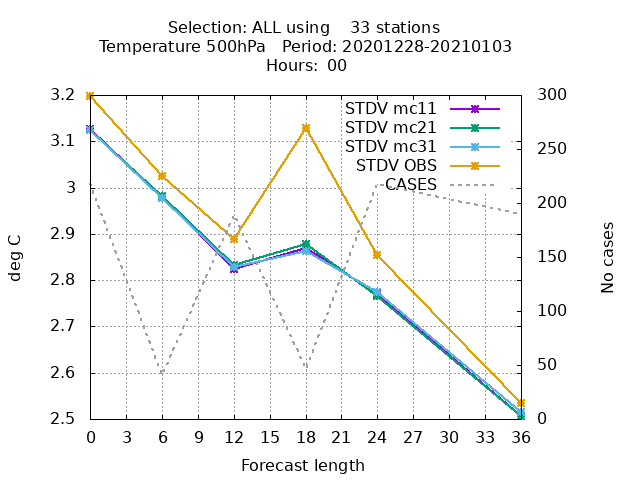 Selection: ALL using    33 stations
Temperature 500hPa   Period: 20201228-20210103
Hours: 00
3.2
3.1
3
2.9
2.8
2.7
2.6
2.5
deg C
STDV mc11
STDV mc21
STDV mc31
STDV OBS
CASES
300
250
200
150
100
50
0
No cases
0 3 6 9 12 15 18 21 24 27 30 33 36
Forecast length